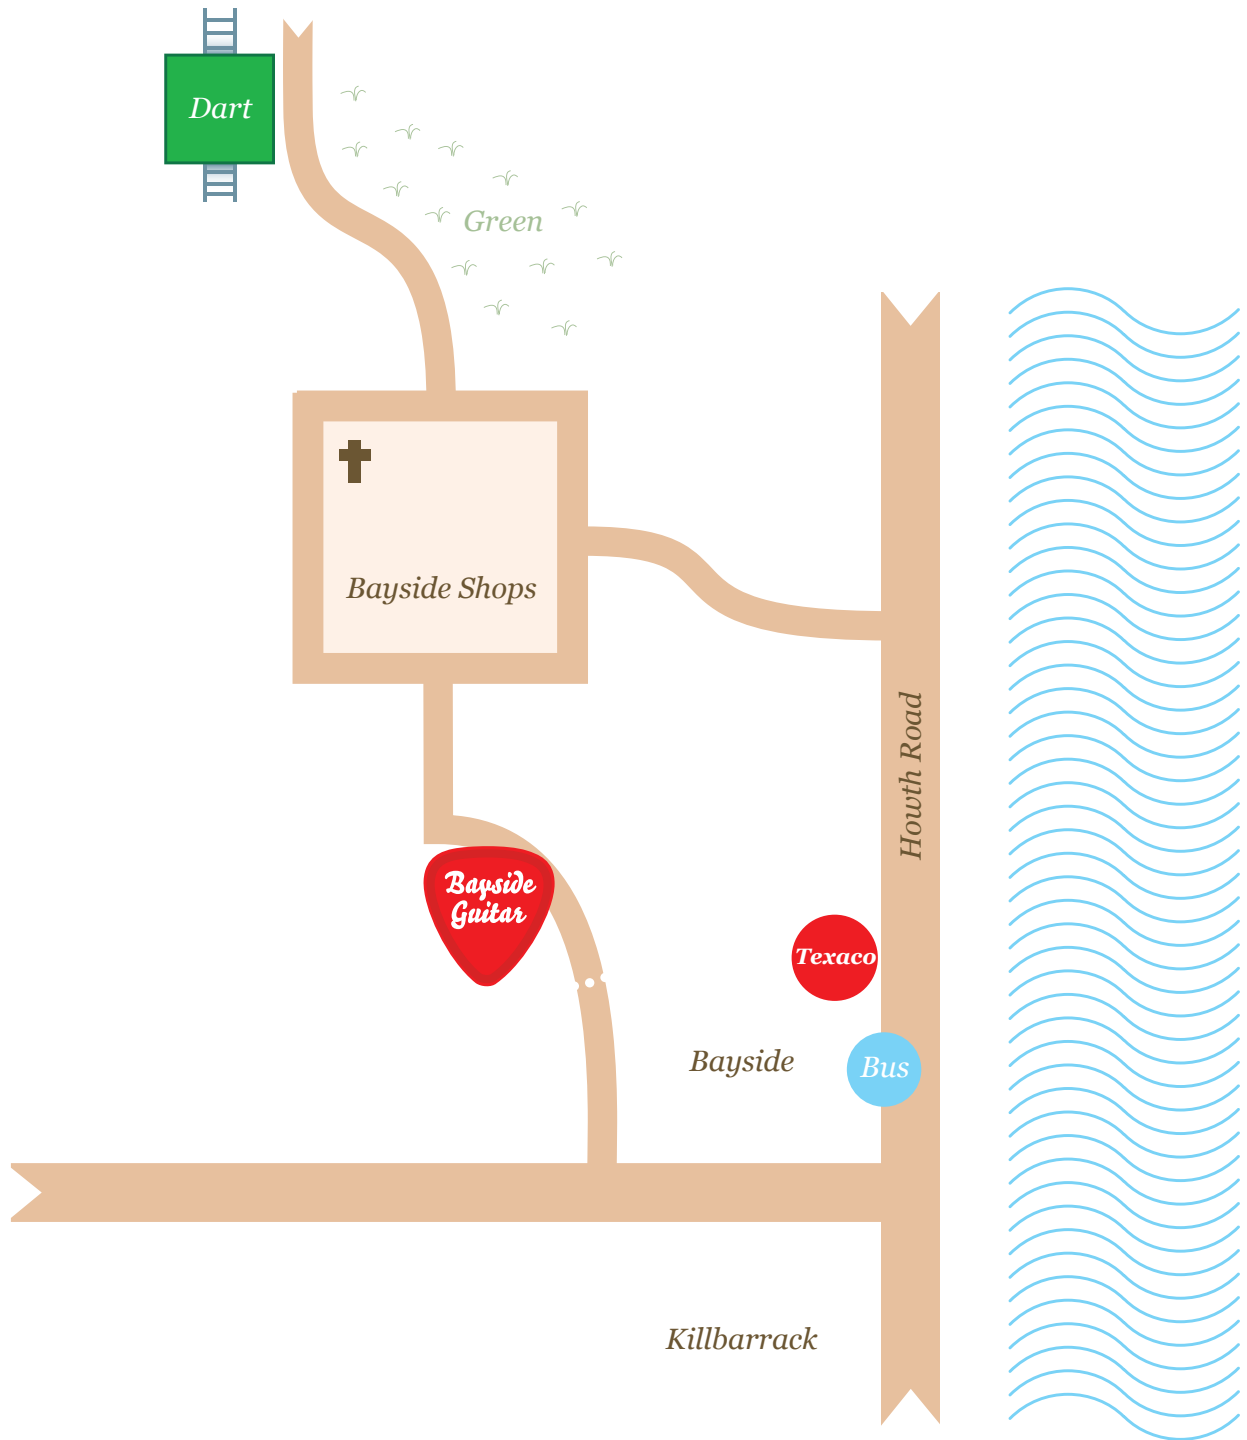 Dart
Green
Bayside Shops
Howth Road
Bayside
Guitar
Texaco
Bayside
Bus
Killbarrack